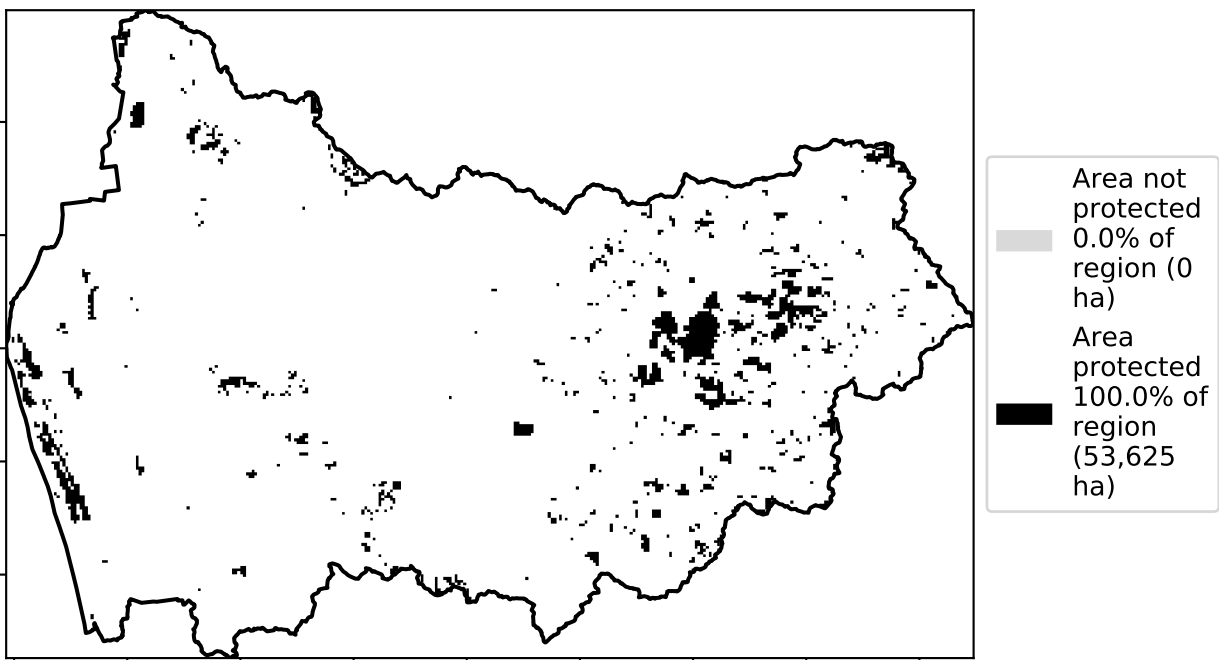 Area not
protected
0.0% of
region (0
ha)
Area
protected
100.0% of
region
(53,625
ha)